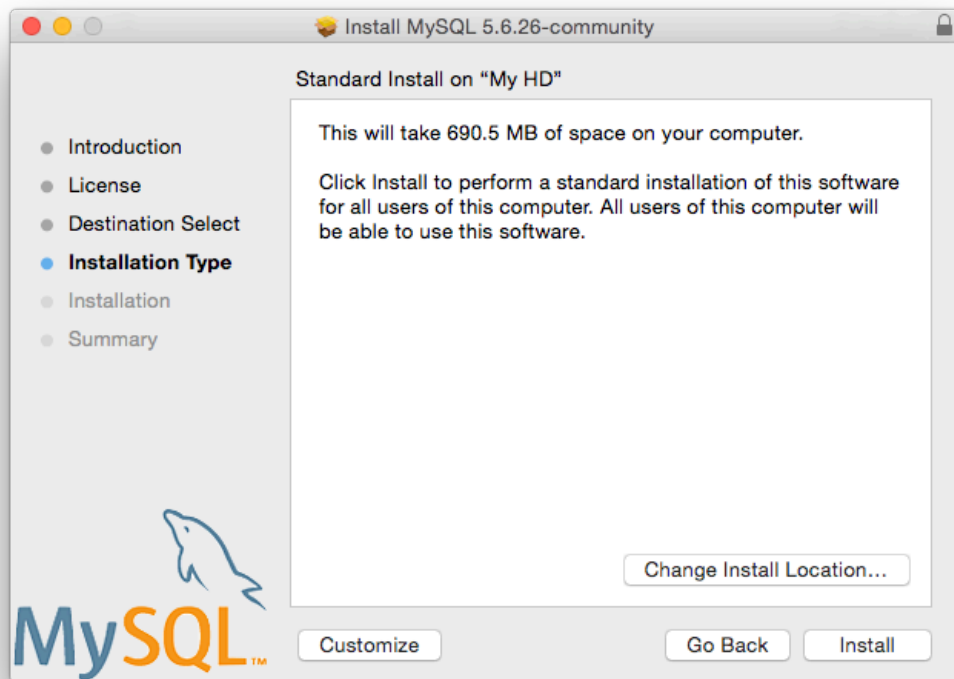 Install MySQL 5.6.26-community
Standard Install on “My HD”
Introduction
License
Destination Select
Installation Type
Installation
Summary
This will take 690.5 MB of space on your computer.
Click Install to perform a standard installation of this software
for all users of this computer. All users of this computer will
be able to use this software.
Change Install Location...
MySQL™
Customize
Go Back
Install